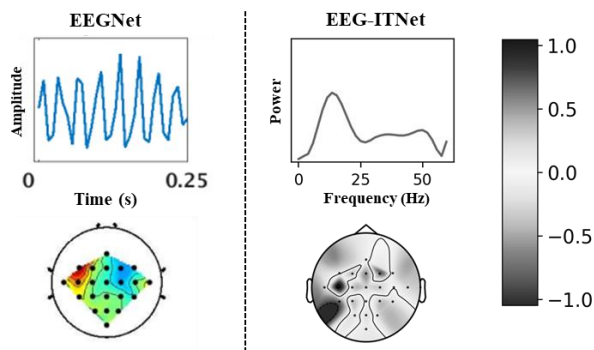 EEGNet
Amplitude
0 0.25
Time (s)
EEG-ITNet
Power
0 25 50
Frequency (Hz)
1.0
0.5
0.0
−0.5
−1.0